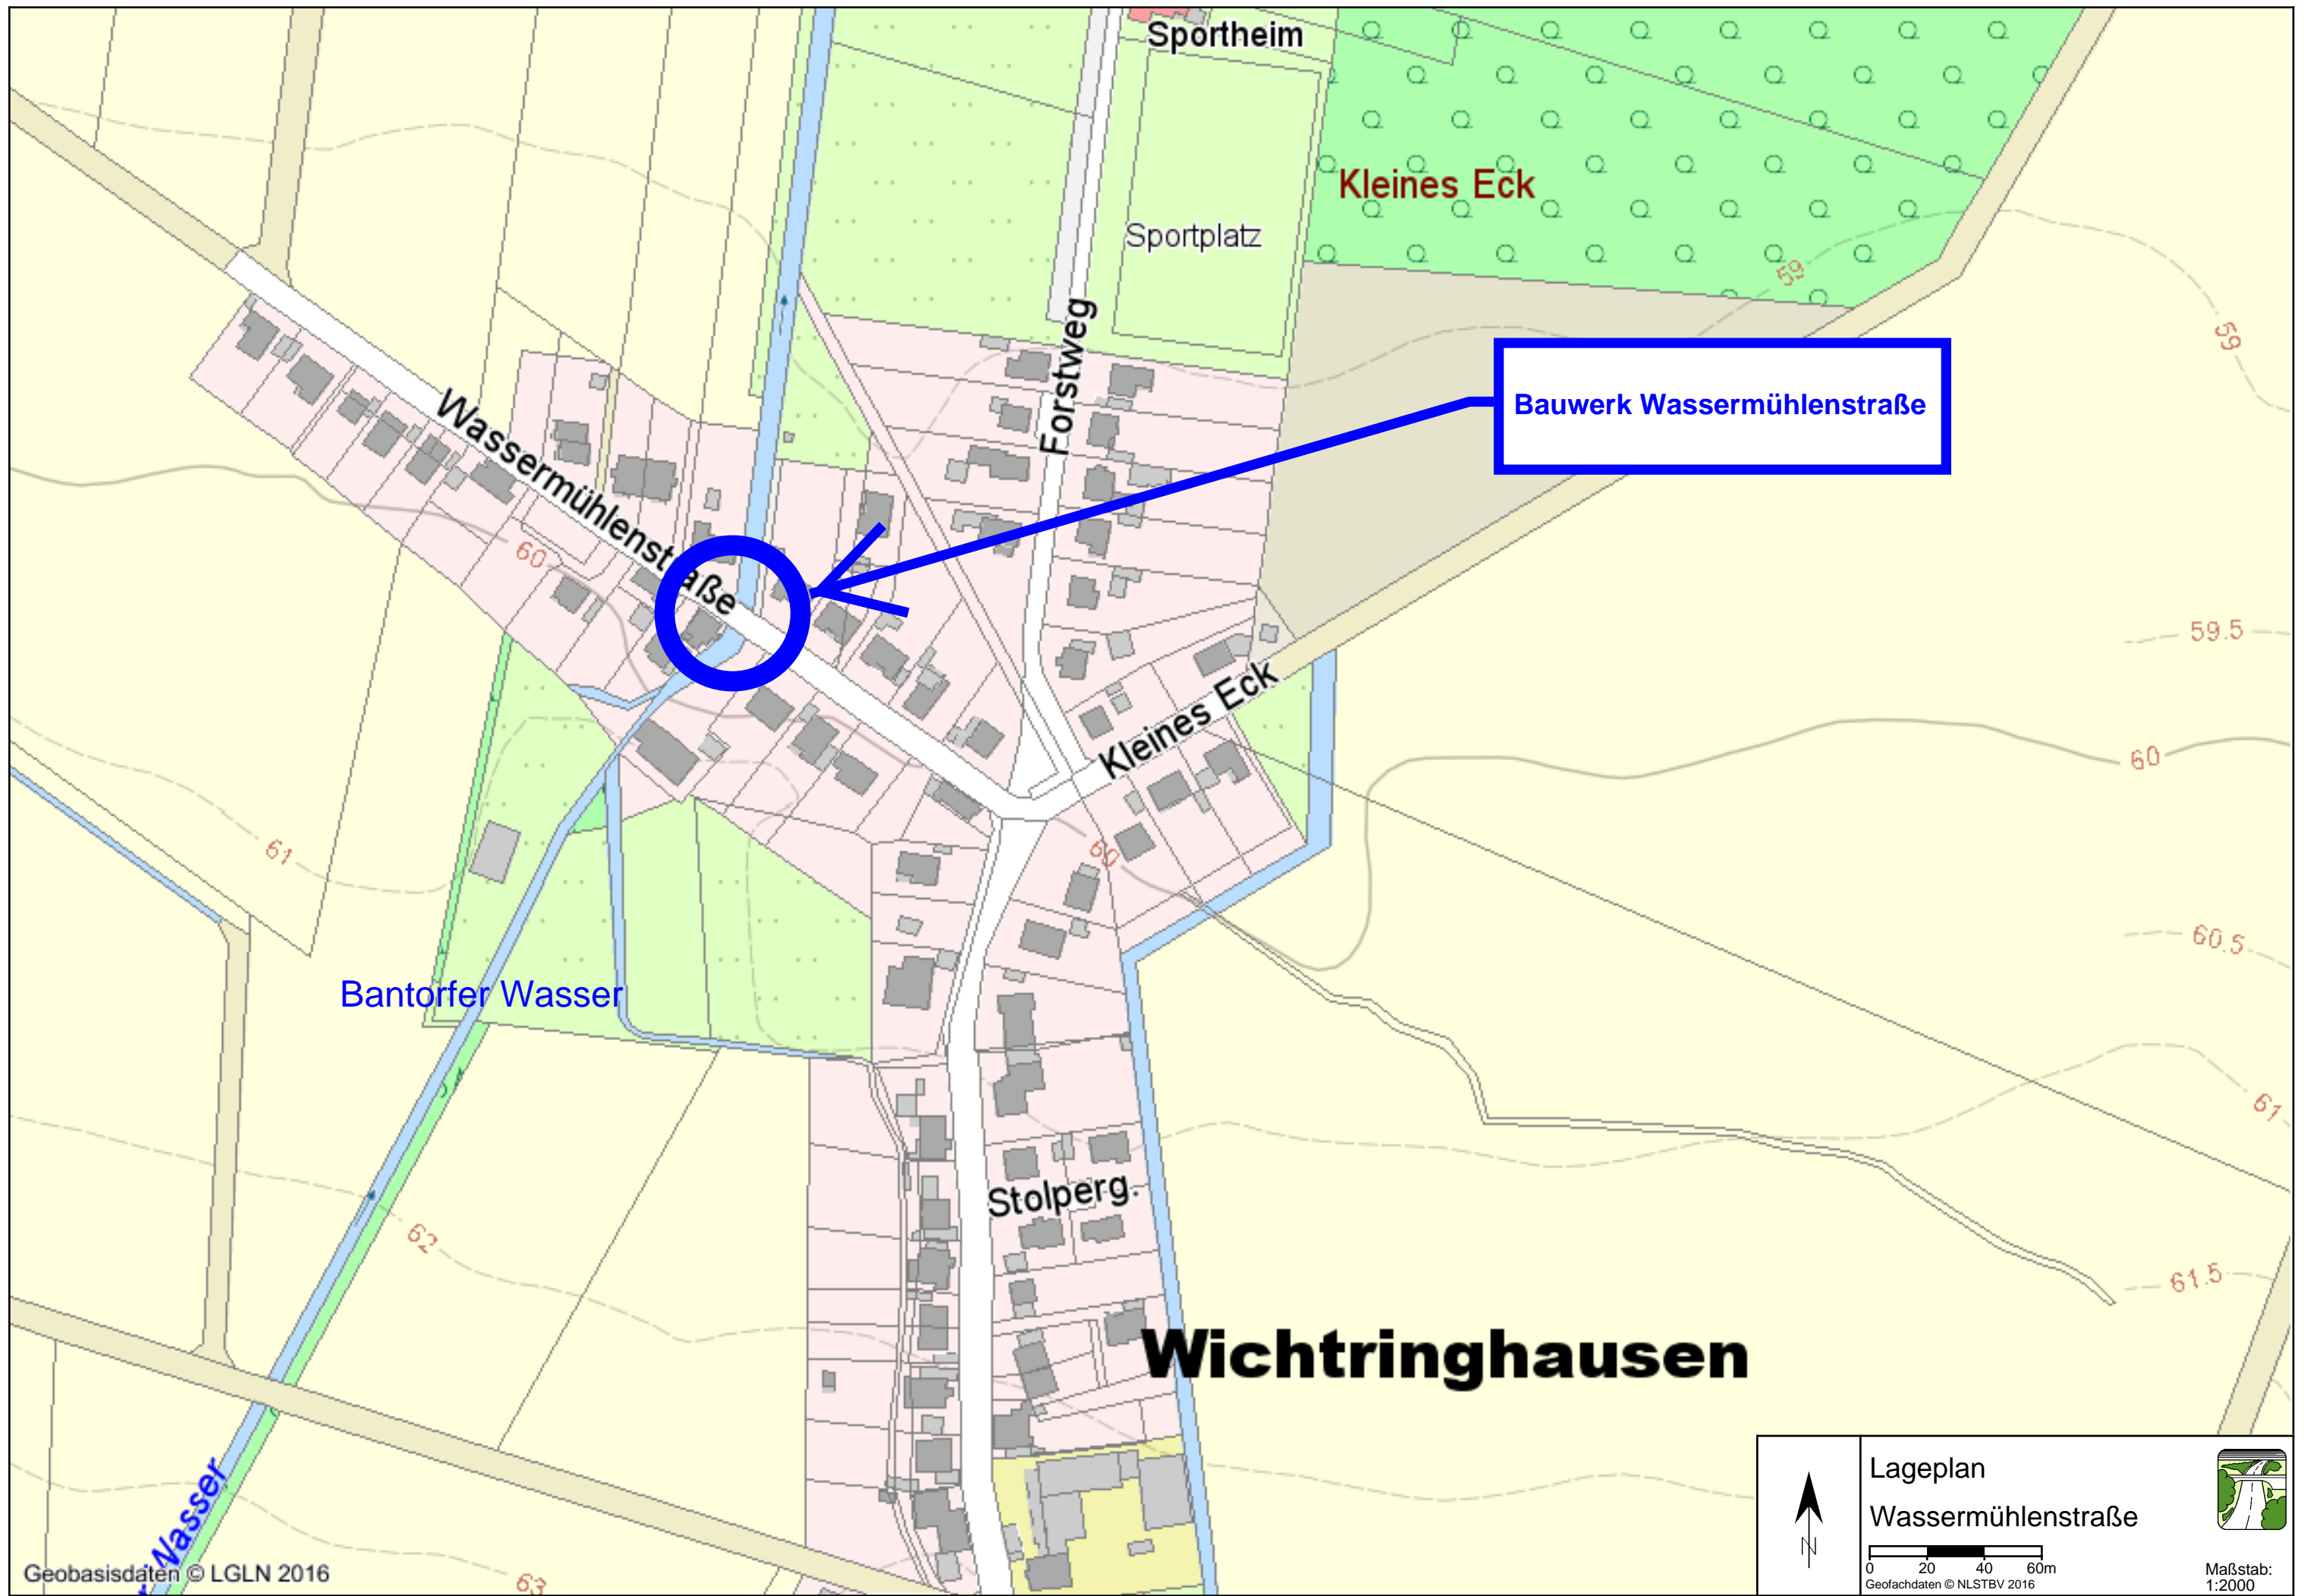 Sportheim
Kleines Eck
Sportplatz
59
59
Forstweg
Bauwerk Wassermühlenstraße
Wassermühlenstraße
60
59.5
Kleines Eck
60
61
60
60.5
Bantorfer Wasser
61
Stolperg.
62
61.5
Wichtringhausen
r Wasser
63
Geobasisdaten © LGLN 2016
N
Lageplan
Wassermühlenstraße
0 20 40 60m
Geofachdaten © NLSTBV 2016
Maßstab:
1:2000